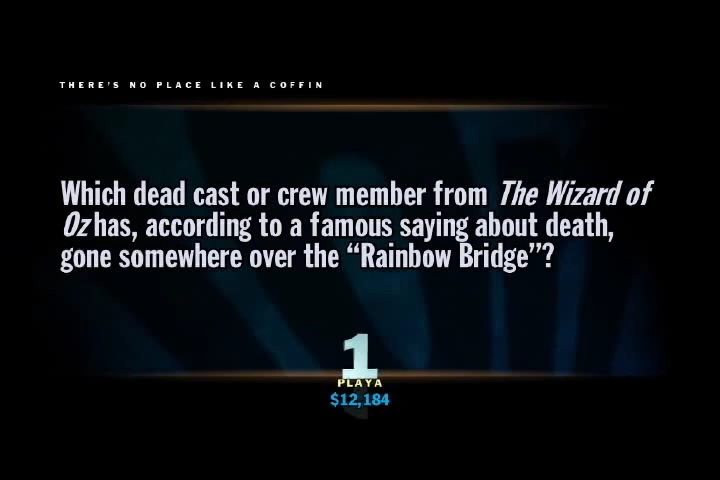 THERE'S NO PLACE LIKE A COFFIN
Which dead cast or crew member from The Wizard of
Oz has, according to a famous saying about death,
gone somewhere over the “Rainbow Bridge”?
1
PLAYA
$12,184